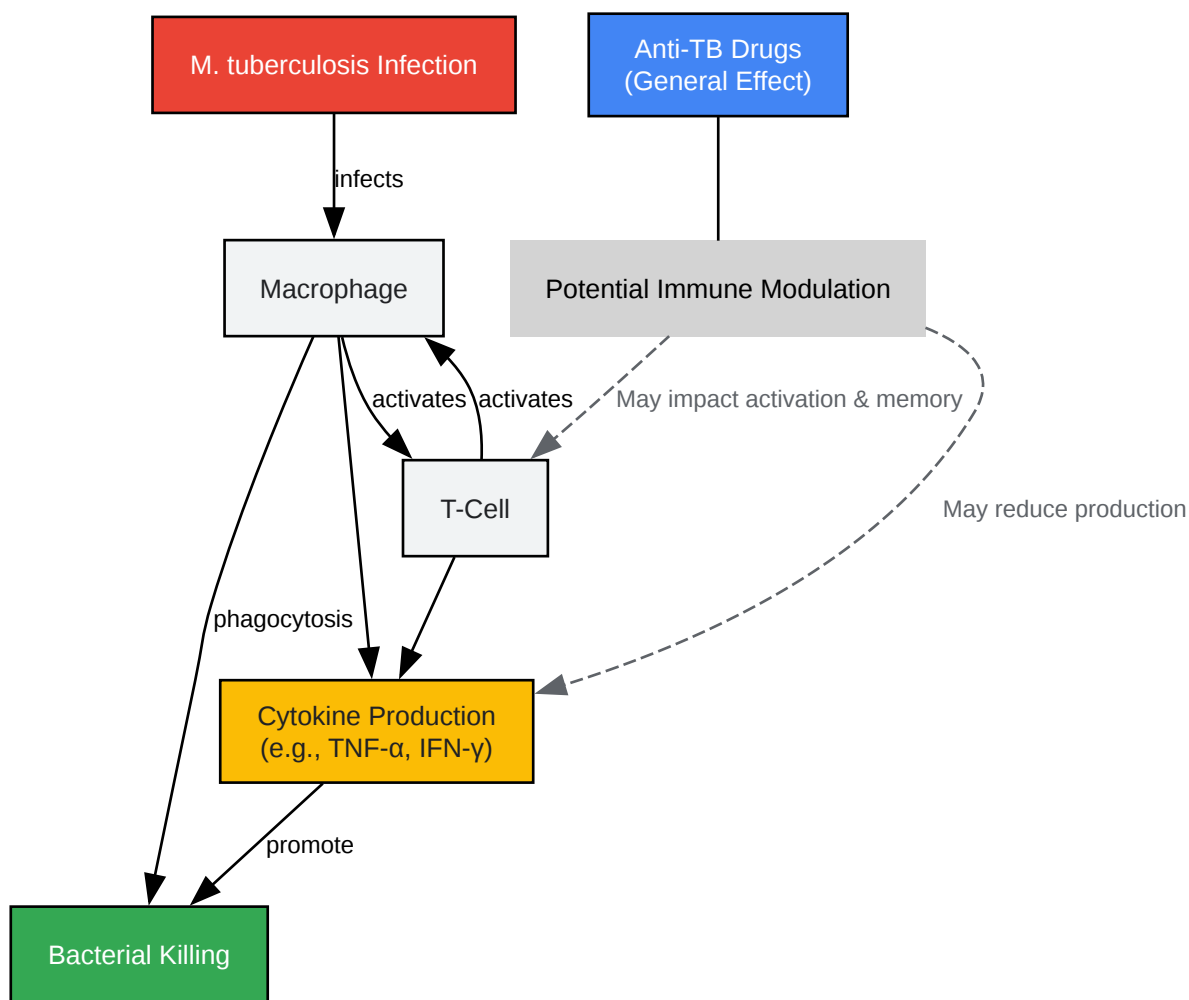 M. tuberculosis Infection
Anti-TB Drugs
(General Effect)
infects
Macrophage
Potential Immune Modulation
activates
activates
May impact activation & memory
T-Cell
May reduce production
phagocytosis
Cytokine Production
(e.g., TNF-α, IFN-γ)
promote
Bacterial Killing